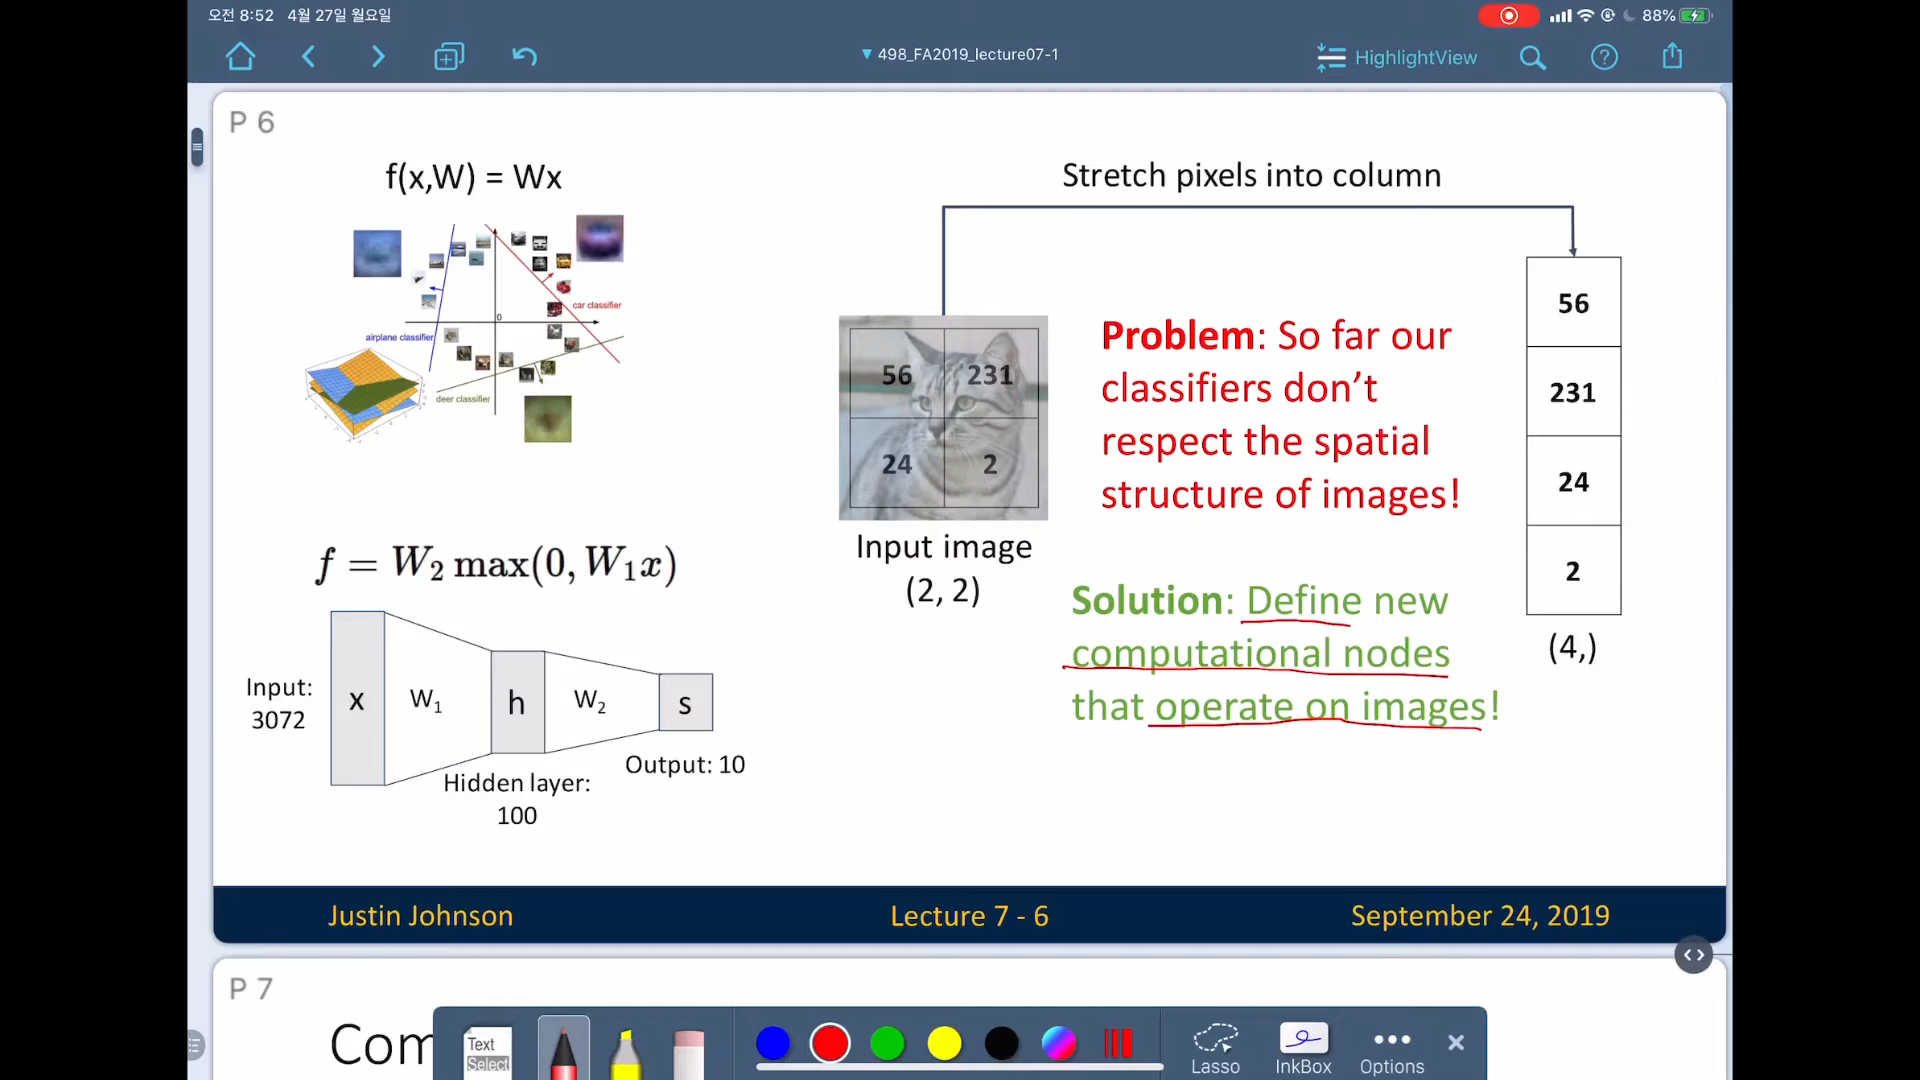 오전 8:52 4월 27일 월요일
88%
498_FA2019_lecture07-1
HighlightView
P 6
f(x,W) = Wx
0
car classifier
airplane classifier
deer classifier
f = W2 max(0, W1x)
Input:
3072
x
W1
h
W2
s
Hidden layer:
100
Output: 10
Stretch pixels into column
56 231
24 2
Input image
(2, 2)
Problem: So far our
classifiers don’t
respect the spatial
structure of images!
Solution: Define new
computational nodes
that operate on images!
56
231
24
2
(4,)
Justin Johnson
Lecture 7 - 6
September 24, 2019
P 7
Com
Text
Select
Lasso
InkBox
Options